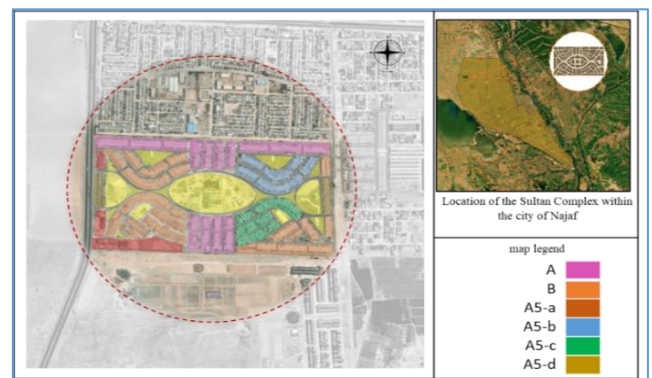 Location of the Sultan Complex within
the city of Najaf
map legend
A
B
A5-a
A5-b
A5-c
A5-d